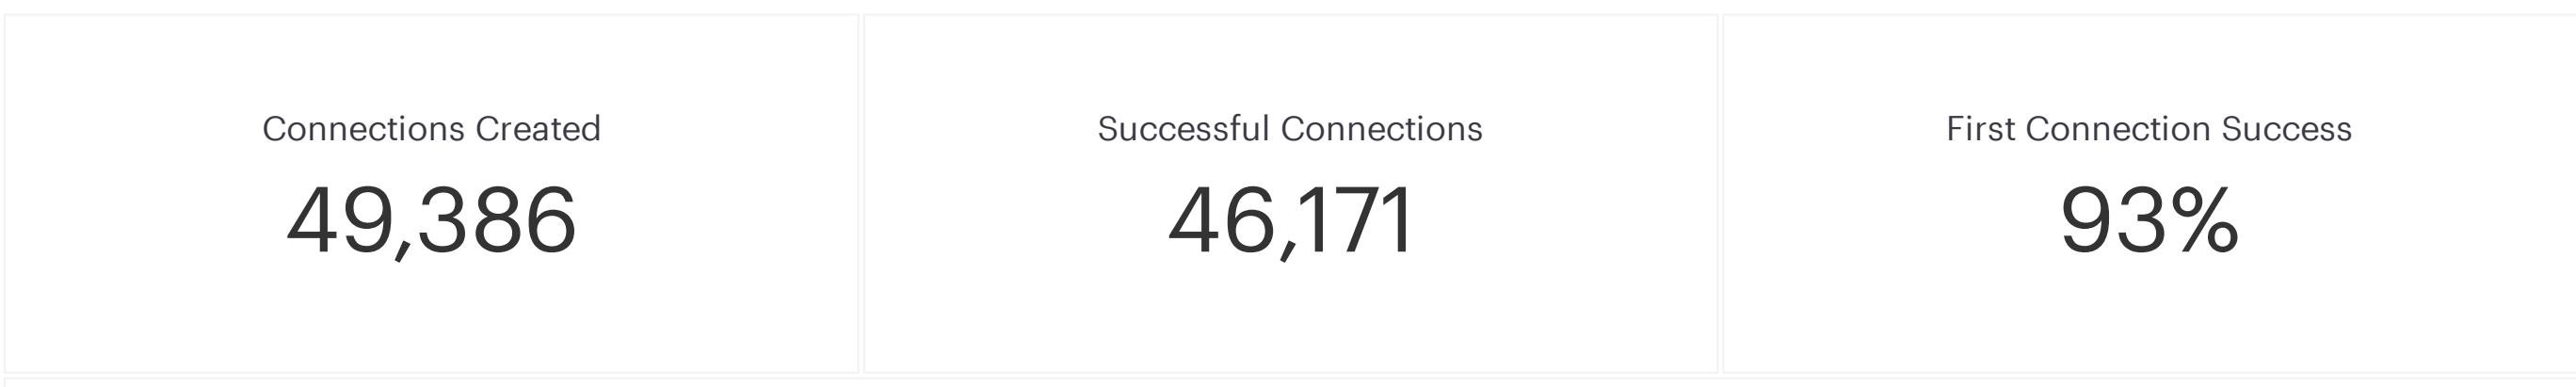 Connections Created
49,386
Successful Connections
46,171
First Connection Success
93%